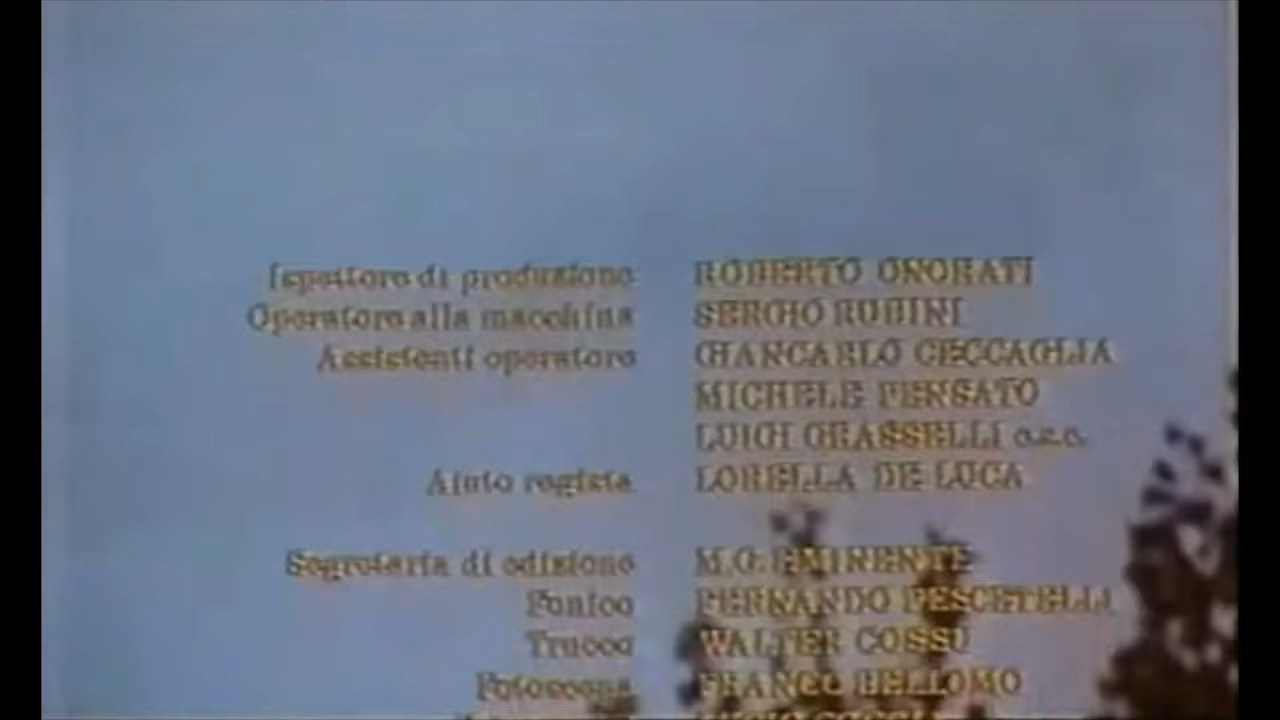 Ispettore di produzione ROBERTO ONORATI
Operatore alla macchina SERGIO RUBINI
Assistenti operatore GIANCARLO CECCAGLIA
MICHELE PENSATO
LUIGI GRASSELLI
Aiuto regista LORELLA DE LUCA
Segretaria di edizione M.G. EMINENTE
Fonico FERNANDO PESCETELLI
Trucco WALTER COSSU
Fotoscena FRANCO BELLOMO